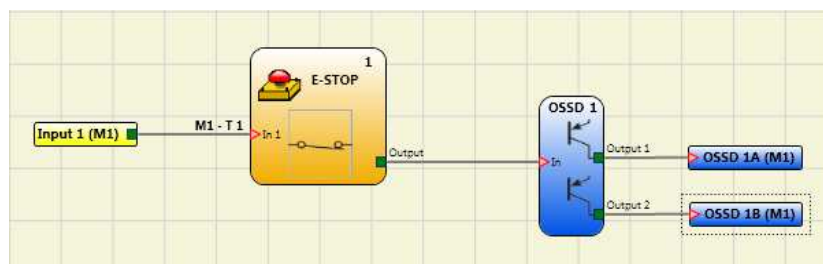 1
E-STOP
OSSD 1
Input 1 (M1)
M1 - T 1
In 1
Output
In
Output 1
OSSD 1A (M1)
Output 2
OSSD 1B (M1)